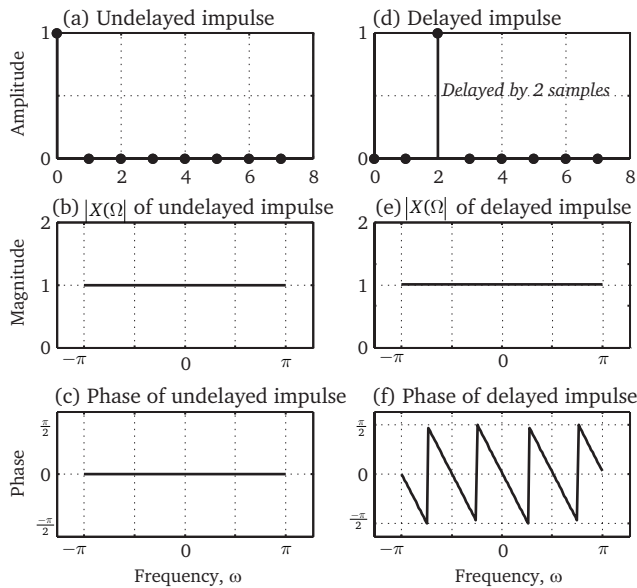 (a) Undelayed impulse
1
0
Amplitude
0 2 4 6 8
(d) Delayed impulse
1
0
Delayed by 2 samples
0 2 4 6 8
(b) |X(Ω| of undelayed impulse
2
1
0
Magnitude
−π 0 π
(e) |X(Ω| of delayed impulse
2
1
0
−π 0 π
(c) Phase of undelayed impulse
π/2
0
−π/2
Phase
−π 0 π
Frequency, ω
(f) Phase of delayed impulse
π/2
0
−π/2
−π 0 π
Frequency, ω